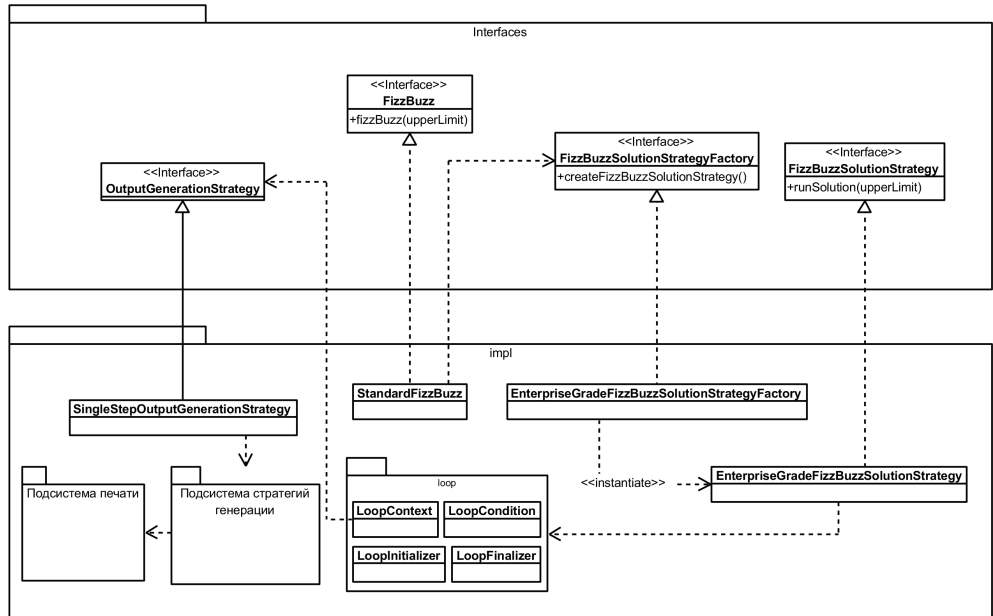 Interfaces
<<Interface>>
FizzBuzz
+fizzBuzz(upperLimit)
<<Interface>>
FizzBuzzSolutionStrategyFactory
+createFizzBuzzSolutionStrategy()
<<Interface>>
FizzBuzzSolutionStrategy
+runSolution(upperLimit)
<<Interface>>
OutputGenerationStrategy
impl
SingleStepOutputGenerationStrategy
StandardFizzBuzz
EnterpriseGradeFizzBuzzSolutionStrategyFactory
Подсистема печати
Подсистема стратегий
генерации
loop
LoopContext
LoopCondition
LoopInitializer
LoopFinalizer
<<instantiate>>
EnterpriseGradeFizzBuzzSolutionStrategy